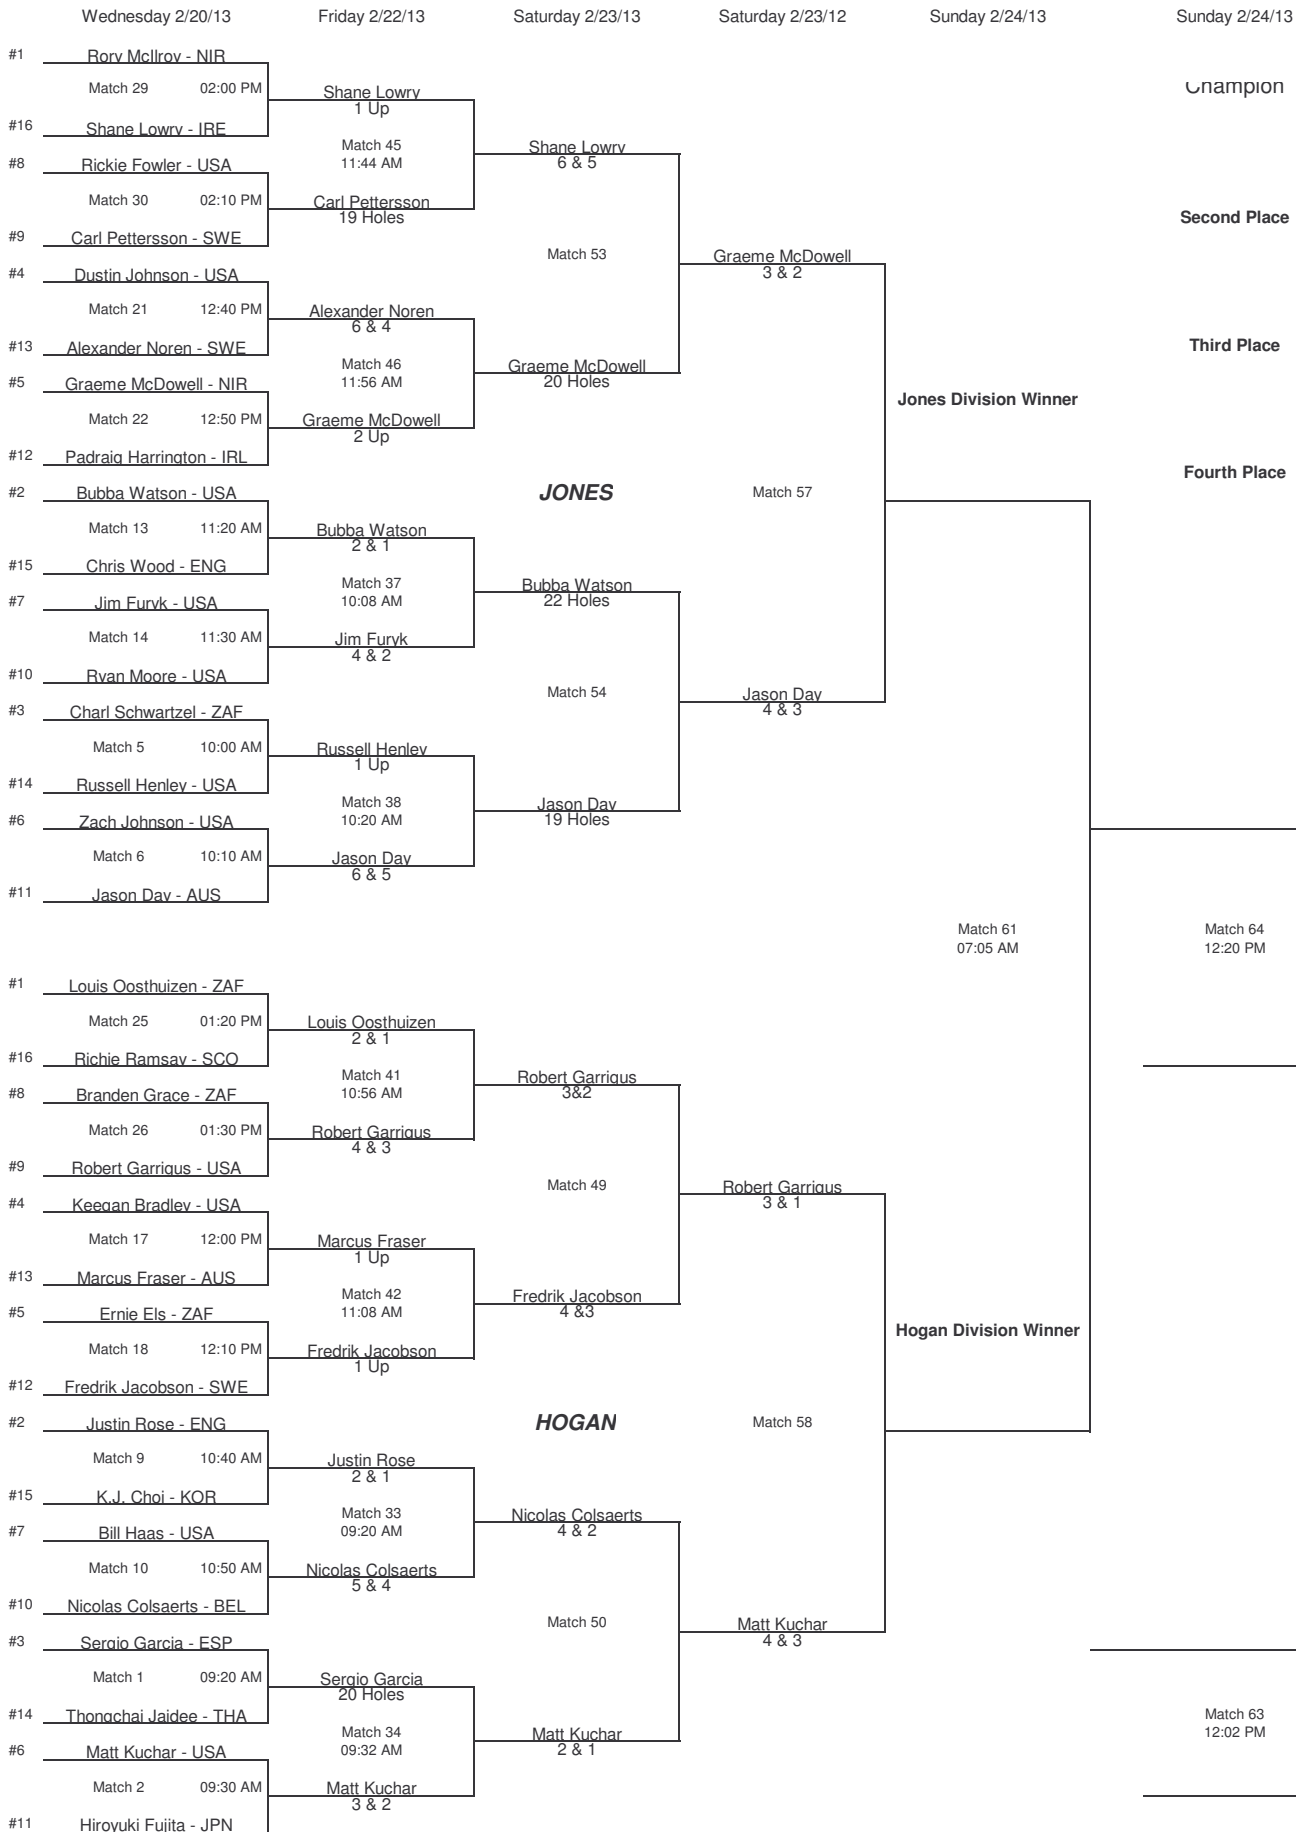 Wednesday 2/20/13 Friday 2/22/13 Saturday 2/23/13 Saturday 2/23/12 Sunday 2/24/13 Sunday 2/24/13
#1 Rory McIlroy - NIR
Match 29 02:00 PM
Shane Lowry
1 Up
Champion
#16 Shane Lowry - IRE
Match 45
11:44 AM
Shane Lowry
6 & 5
#8 Rickie Fowler - USA
Match 30 02:10 PM
Carl Pettersson
19 Holes
Second Place
#9 Carl Pettersson - SWE
Match 53
Graeme McDowell
3 & 2
#4 Dustin Johnson - USA
Match 21 12:40 PM
Alexander Noren
6 & 4
#13 Alexander Noren - SWE
Third Place
Match 46
11:56 AM
Graeme McDowell
20 Holes
#5 Graeme McDowell - NIR
Jones Division Winner
Match 22 12:50 PM
Graeme McDowell
2 Up
#12 Padraig Harrington - IRL
Fourth Place
#2 Bubba Watson - USA
JONES
Match 57
Match 13 11:20 AM
Bubba Watson
2 & 1
#15 Chris Wood - ENG
Match 37
10:08 AM
Bubba Watson
22 Holes
#7 Jim Furyk - USA
Match 14 11:30 AM
Jim Furyk
4 & 2
#10 Ryan Moore - USA
Match 54
Jason Day
4 & 3
#3 Charl Schwartzel - ZAF
Match 5 10:00 AM
Russell Henley
1 Up
#14 Russell Henley - USA
Match 38
10:20 AM
Jason Day
19 Holes
#6 Zach Johnson - USA
Match 6 10:10 AM
Jason Day
6 & 5
#11 Jason Day - AUS
Match 61
07:05 AM
Match 64
12:20 PM
#1 Louis Oosthuizen - ZAF
Match 25 01:20 PM
Louis Oosthuizen
2 & 1
#16 Richie Ramsay - SCO
Match 41
10:56 AM
Robert Garrigus
3&2
#8 Branden Grace - ZAF
Match 26 01:30 PM
Robert Garrigus
4 & 3
#9 Robert Garrigus - USA
Match 49
Robert Garrigus
3 & 1
#4 Keegan Bradley - USA
Match 17 12:00 PM
Marcus Fraser
1 Up
#13 Marcus Fraser - AUS
Match 42
11:08 AM
Fredrik Jacobson
4 &3
#5 Ernie Els - ZAF
Hogan Division Winner
Match 18 12:10 PM
Fredrik Jacobson
1 Up
#12 Fredrik Jacobson - SWE
#2 Justin Rose - ENG
HOGAN
Match 58
Match 9 10:40 AM
Justin Rose
2 & 1
#15 K.J. Choi - KOR
Match 33
09:20 AM
Nicolas Colsaerts
4 & 2
#7 Bill Haas - USA
Match 10 10:50 AM
Nicolas Colsaerts
5 & 4
#10 Nicolas Colsaerts - BEL
Match 50
Matt Kuchar
4 & 3
#3 Sergio Garcia - ESP
Match 1 09:20 AM
Sergio Garcia
20 Holes
#14 Thongchai Jaidee - THA
Match 34
09:32 AM
Matt Kuchar
2 & 1
Match 63
12:02 PM
#6 Matt Kuchar - USA
Match 2 09:30 AM
Matt Kuchar
3 & 2
#11 Hiroyuki Fujita - JPN